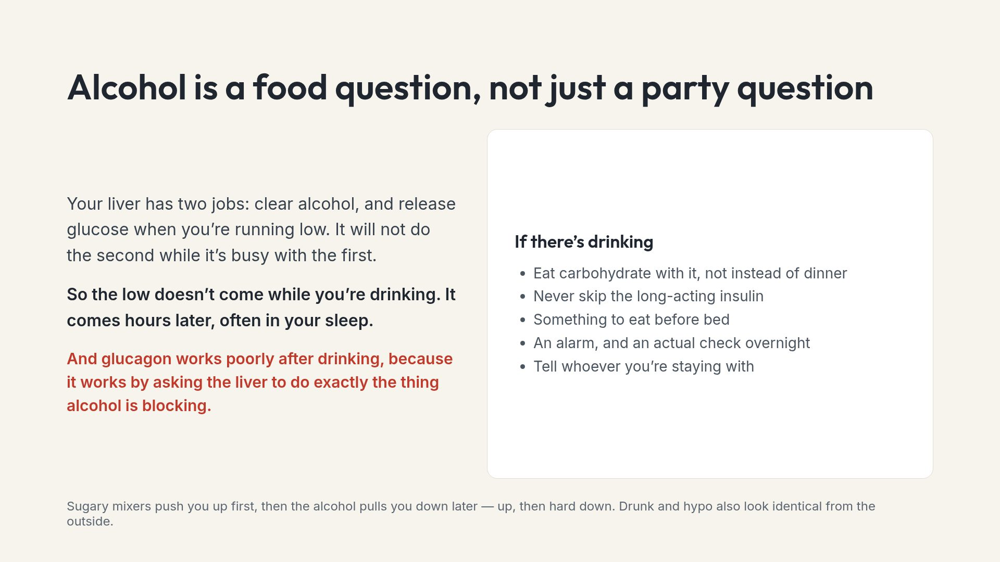 Alcohol is a food question, not just a party question
Your liver has two jobs: clear alcohol, and release
glucose when you’re running low. It will not do
the second while it’s busy with the first.
So the low doesn’t come while you’re drinking. It
comes hours later, often in your sleep.
And glucagon works poorly after drinking, because
it works by asking the liver to do exactly the thing
alcohol is blocking.
If there’s drinking
• Eat carbohydrate with it, not instead of dinner
• Never skip the long-acting insulin
• Something to eat before bed
• An alarm, and an actual check overnight
• Tell whoever you’re staying with
Sugary mixers push you up first, then the alcohol pulls you down later — up, then hard down. Drunk and hypo also look identical from the
outside.